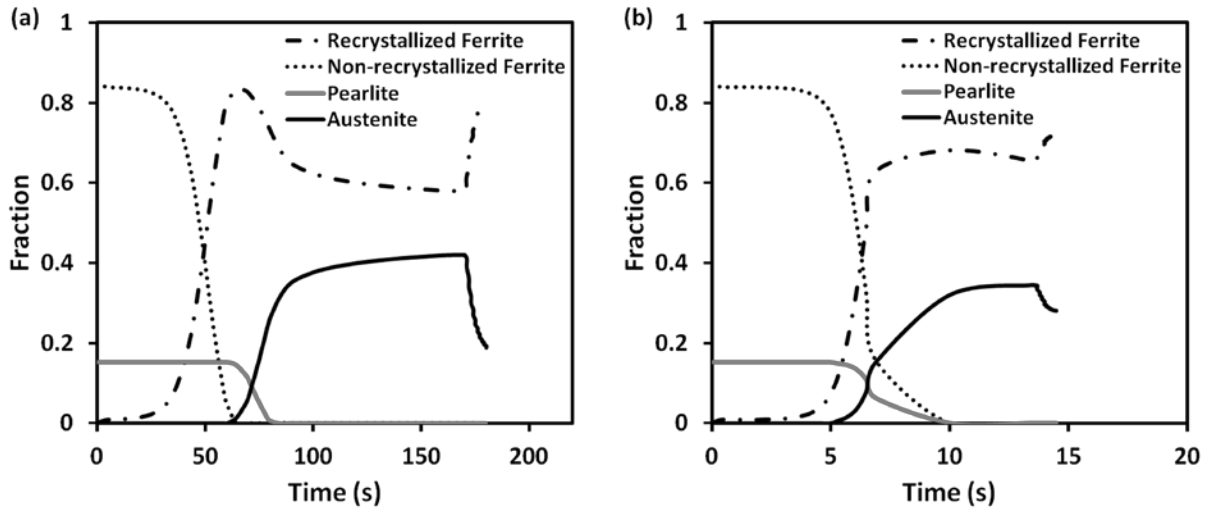 (a)
1
0.8
0.6
0.4
0.2
0
Fraction
Recrystallized Ferrite
Non-recrystallized Ferrite
Pearlite
Austenite
0 50 100 150 200
Time (s)
(b)
1
0.8
0.6
0.4
0.2
0
Fraction
Recrystallized Ferrite
Non-recrystallized Ferrite
Pearlite
Austenite
0 5 10 15 20
Time (s)